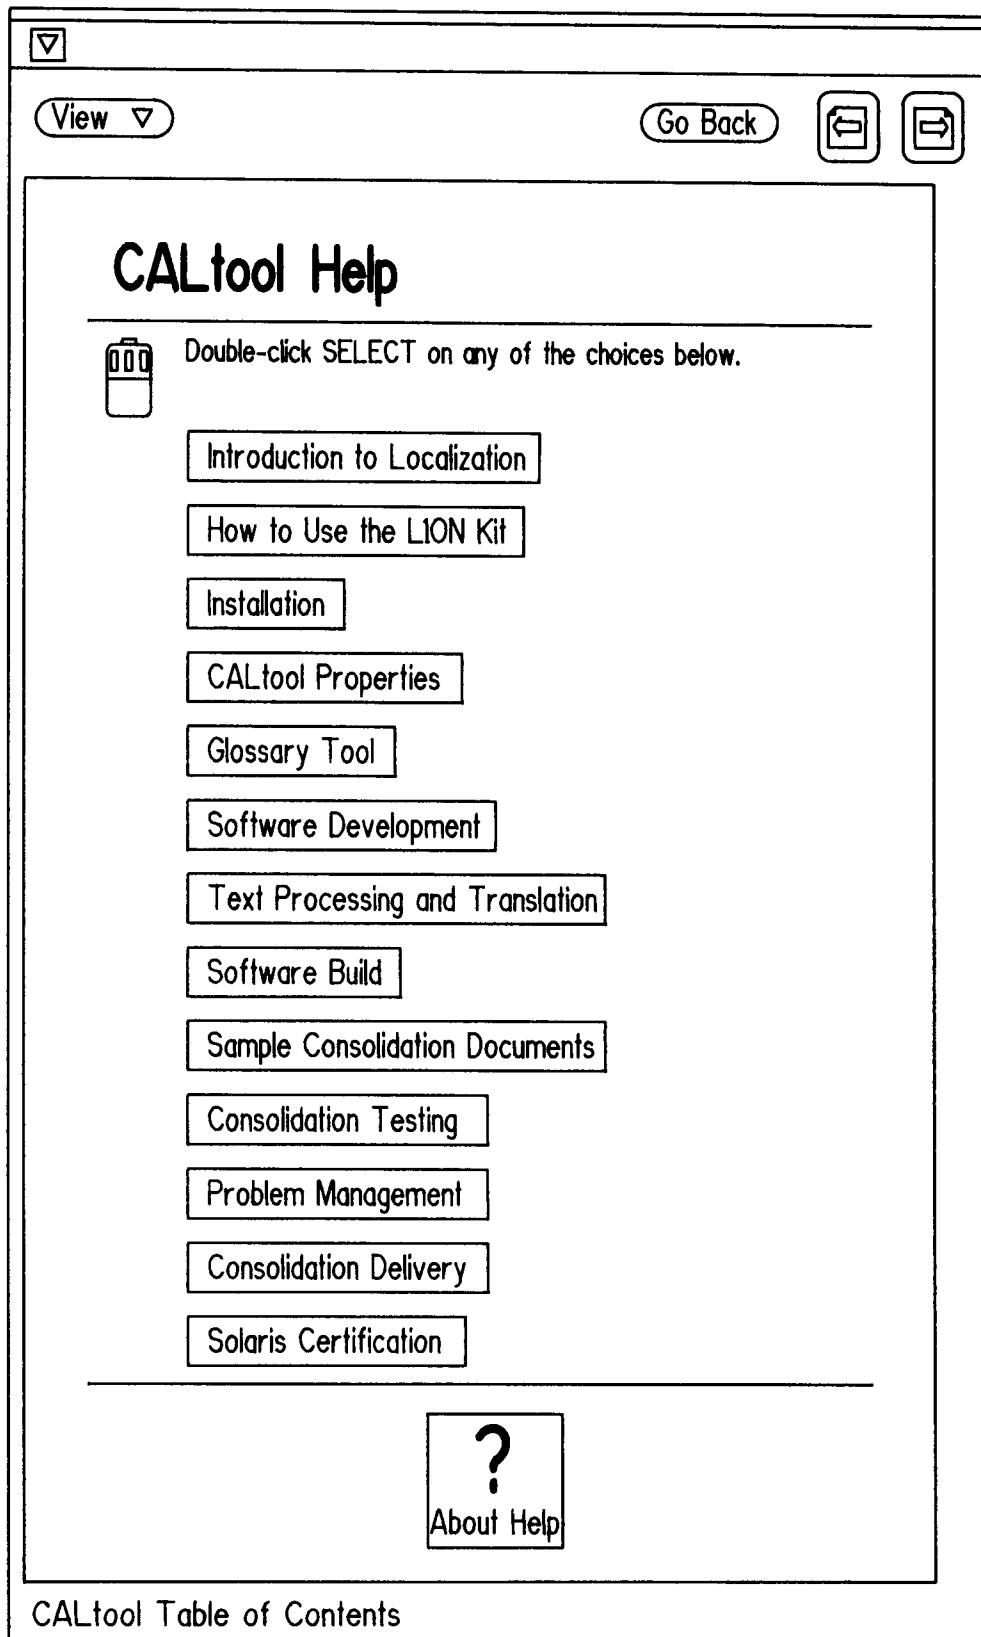 View
Go Back
CALtool Help
Double-click SELECT on any of the choices below.
Introduction to Localization
How to Use the L10N Kit
Installation
CALtool Properties
Glossary Tool
Software Development
Text Processing and Translation
Software Build
Sample Consolidation Documents
Consolidation Testing
Problem Management
Consolidation Delivery
Solaris Certification
?
About Help
CALtool Table of Contents